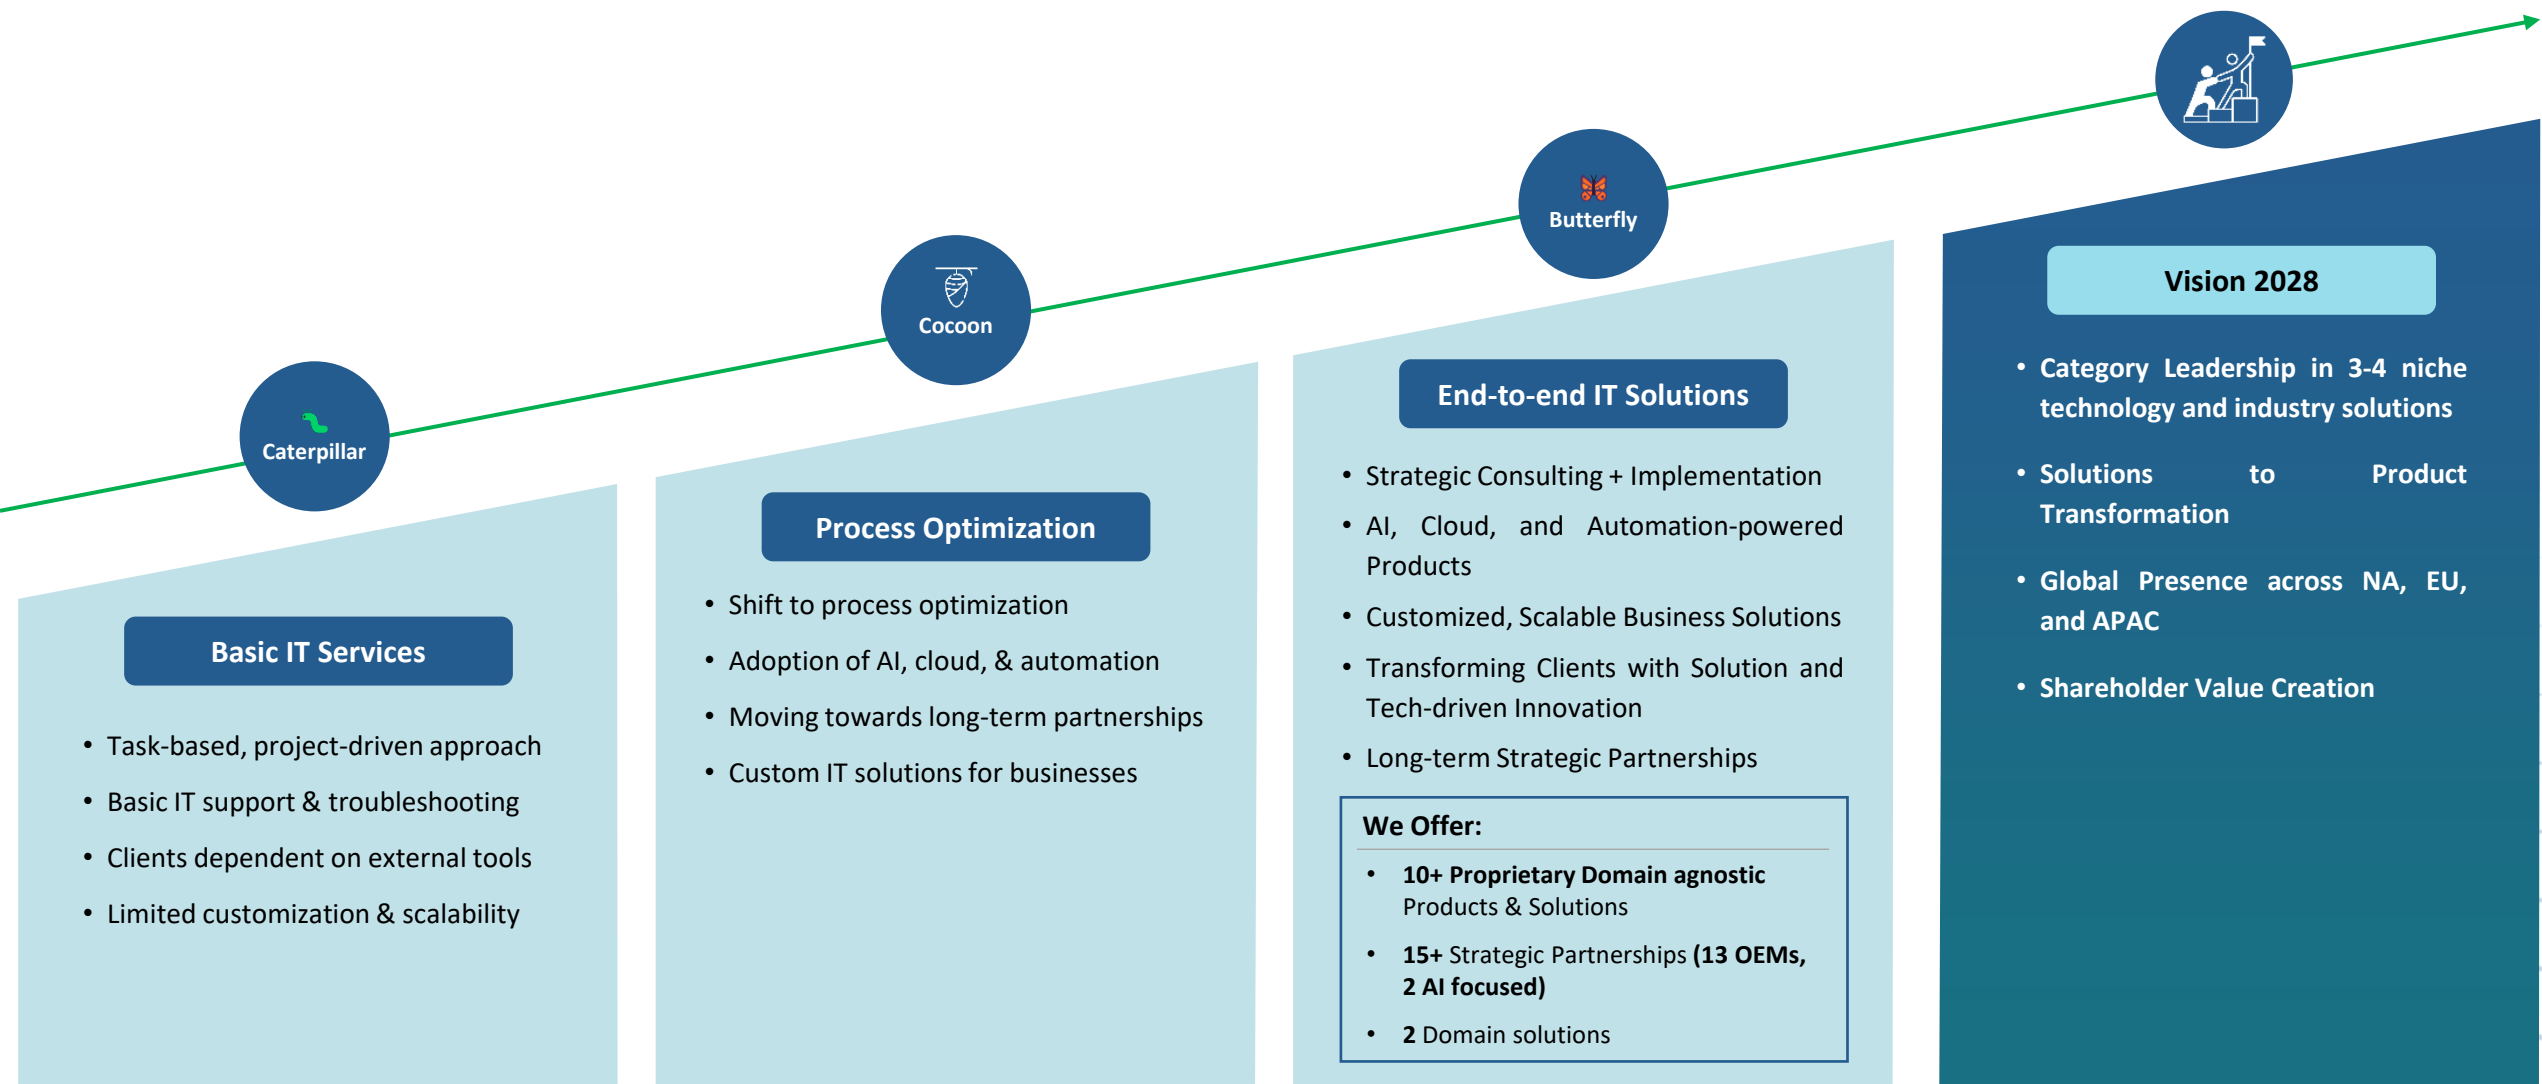 Caterpillar
Basic IT Services
• Task-based, project-driven approach
• Basic IT support & troubleshooting
• Clients dependent on external tools
• Limited customization & scalability
Cocoon
Process Optimization
• Shift to process optimization
• Adoption of AI, cloud, & automation
• Moving towards long-term partnerships
• Custom IT solutions for businesses
Butterfly
End-to-end IT Solutions
• Strategic Consulting + Implementation
• AI, Cloud, and Automation-powered
Products
• Customized, Scalable Business Solutions
• Transforming Clients with Solution and
Tech-driven Innovation
• Long-term Strategic Partnerships
We Offer:
• 10+ Proprietary Domain agnostic
Products & Solutions
• 15+ Strategic Partnerships (13 OEMs,
2 AI focused)
• 2 Domain solutions
Vision 2028
• Category Leadership in 3-4 niche
technology and industry solutions
• Solutions to Product
Transformation
• Global Presence across NA, EU,
and APAC
• Shareholder Value Creation